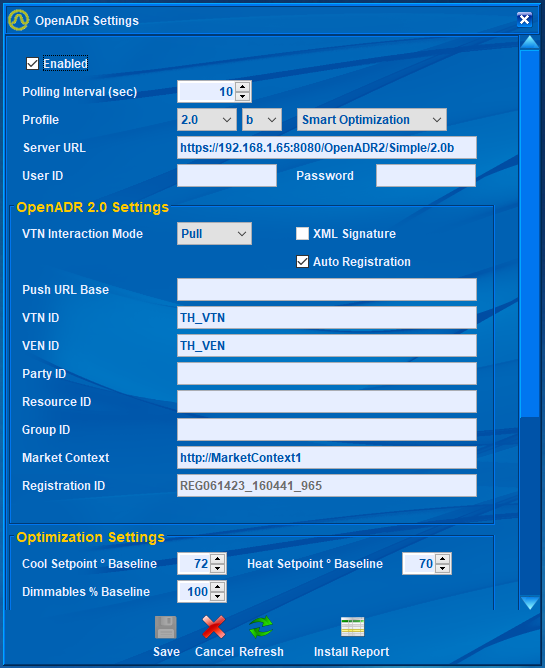 OpenADR Settings
Enabled
Polling Interval (sec) 10
Profile 2.0 b Smart Optimization
Server URL https://192.168.1.65:8080/OpenADR2/Simple/2.0b
User ID Password
OpenADR 2.0 Settings
VTN Interaction Mode Pull XML Signature
Auto Registration
Push URL Base
VTN ID TH_VTN
VEN ID TH_VEN
Party ID
Resource ID
Group ID
Market Context http://MarketContext1
Registration ID REG061423_160441_965
Optimization Settings
Cool Setpoint º Baseline 72 Heat Setpoint º Baseline 70
Dimmables % Baseline 100
Save Cancel Refresh Install Report